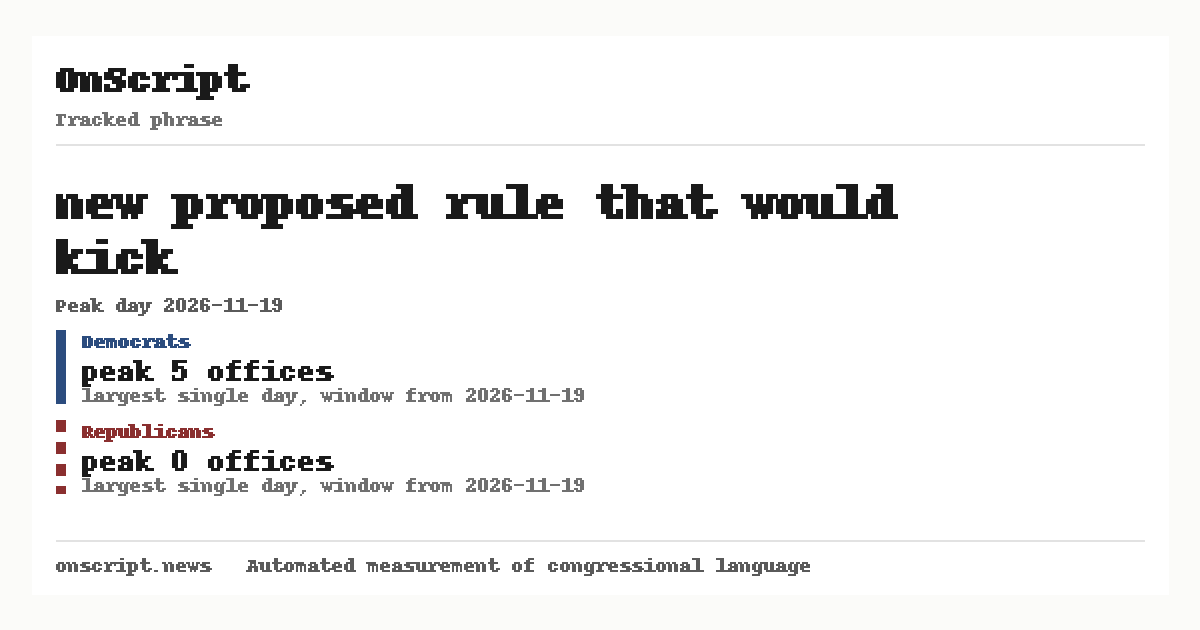 OnScript
Tracked phrase
new proposed rule that would
kick
Peak day 2026-11-19
Democrats
peak 5 offices
largest single day, window from 2026-11-19
Republicans
peak 0 offices
largest single day, window from 2026-11-19
onscript.news Automated measurement of congressional language